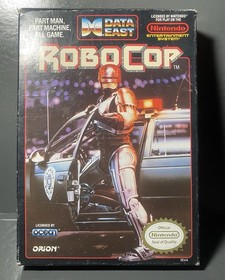 PART MAN,
PART MACHINE,
ALL GAME.
DATA
EAST
LICENSED BY NINTENDO
FOR PLAY ON THE
Nintendo
ENTERTAINMENT
SYSTEM
ROBOCOP
TM
LICENSED BY
ocean
ORION
Official
Nintendo
Seal of Quality